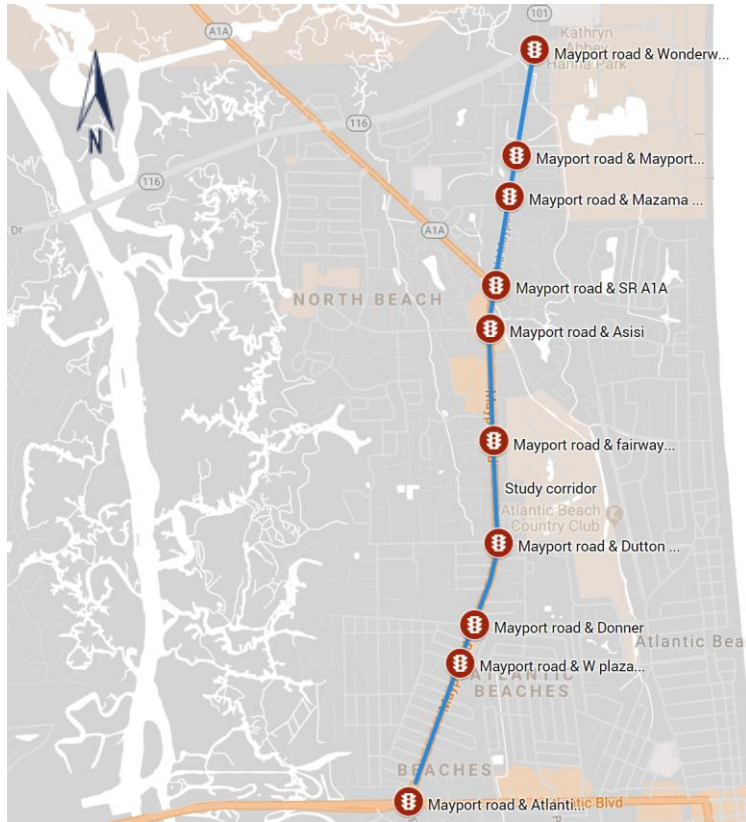 101
A1A
Kathryn
Abbey
Hanna Park
Mayport road & Wonderw...
116
Mayport road & Mayport...
116
Mayport road & Mazama ...
Dr
A1A
Mayport road & SR A1A
NORTH BEACH
Mayport road & Asisi
Mayport road & fairway...
Study corridor
Atlantic Beach
Country Club
Mayport road & Dutton ...
Mayport road & Donner
Atlantic Bea
Mayport road & W plaza...
ATLANTIC
BEACHES
BEACHES
Mayport road & Atlanti...
Blvd
N